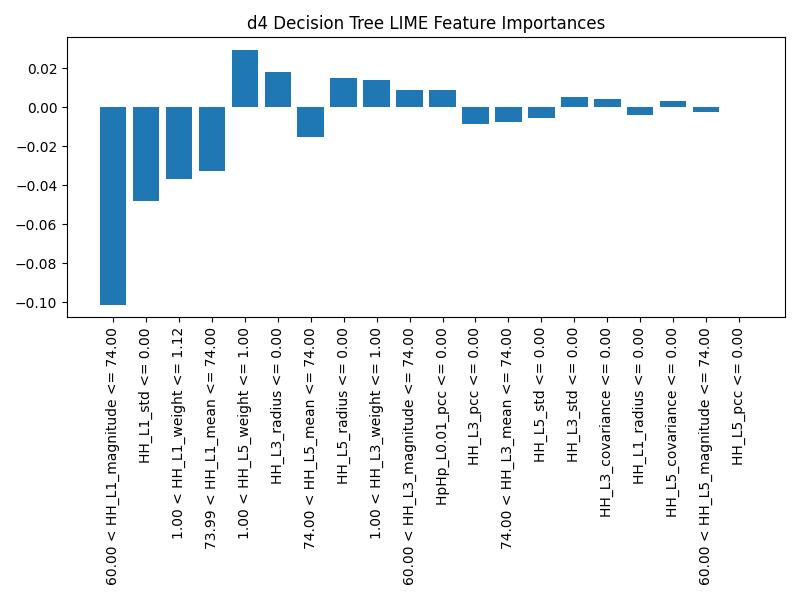 d4 Decision Tree LIME Feature Importances
0.02
0.00
−0.02
−0.04
−0.06
−0.08
−0.10
60.00 < HH_L1_magnitude <= 74.00
HH_L1_std <= 0.00
1.00 < HH_L1_weight <= 1.12
73.99 < HH_L1_mean <= 74.00
1.00 < HH_L5_weight <= 1.00
HH_L3_radius <= 0.00
74.00 < HH_L5_mean <= 74.00
HH_L5_radius <= 0.00
1.00 < HH_L3_weight <= 1.00
60.00 < HH_L3_magnitude <= 74.00
HpHp_L0.01_pcc <= 0.00
HH_L3_pcc <= 0.00
74.00 < HH_L3_mean <= 74.00
HH_L5_std <= 0.00
HH_L3_std <= 0.00
HH_L3_covariance <= 0.00
HH_L1_radius <= 0.00
HH_L5_covariance <= 0.00
60.00 < HH_L5_magnitude <= 74.00
HH_L5_pcc <= 0.00